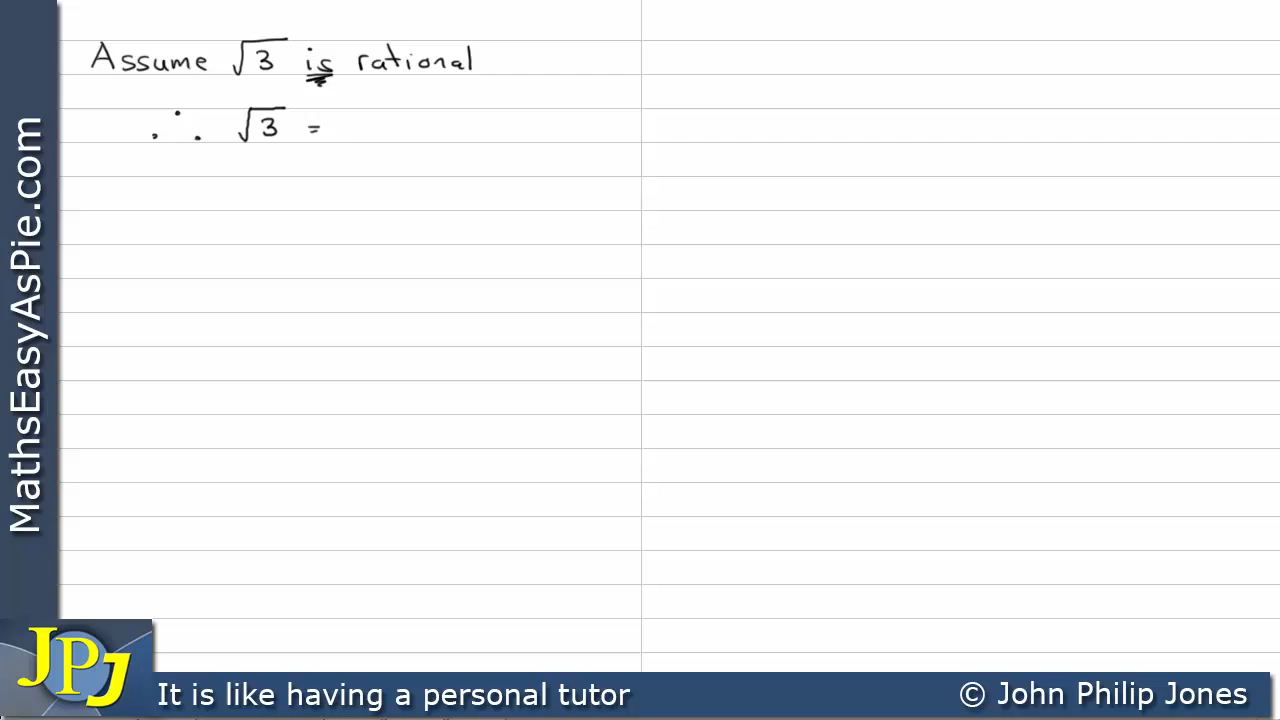 Assume √3 is rational
∴ √3 =
MathsEasyAsPie.com
JPJ
It is like having a personal tutor
© John Philip Jones